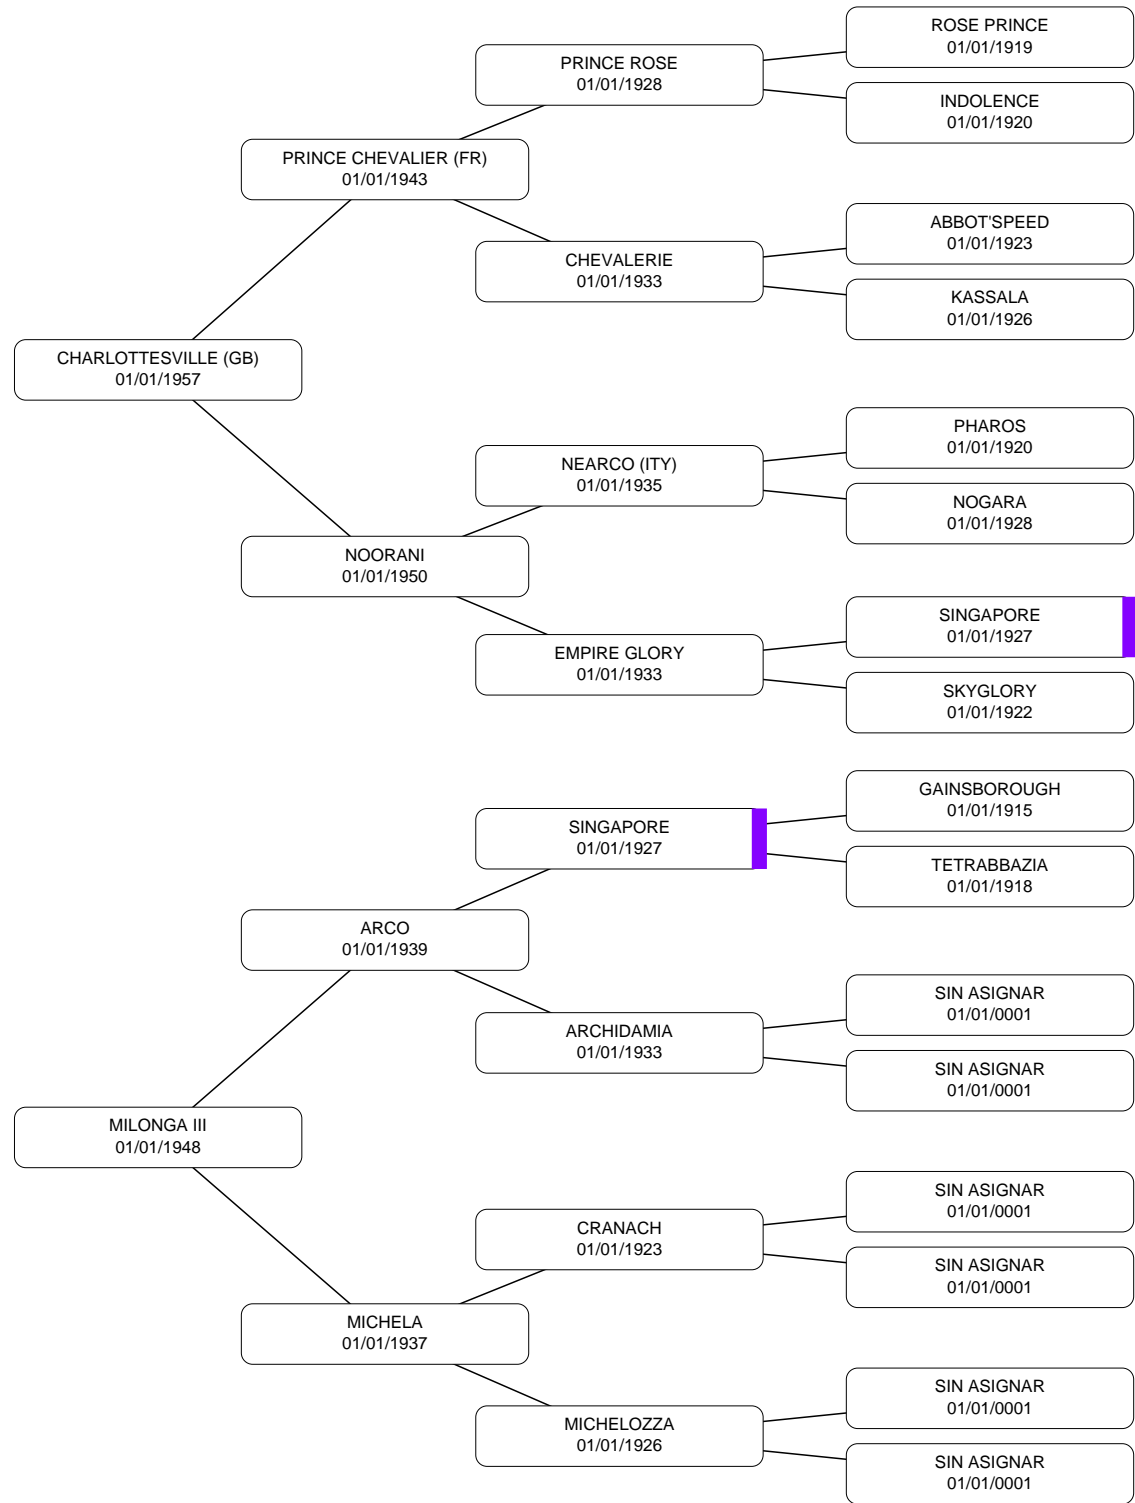 ROSE PRINCE
01/01/1919
PRINCE ROSE
01/01/1928
INDOLENCE
01/01/1920
PRINCE CHEVALIER (FR)
01/01/1943
ABBOT'SPEED
01/01/1923
CHEVALERIE
01/01/1933
KASSALA
01/01/1926
CHARLOTTESVILLE (GB)
01/01/1957
PHAROS
01/01/1920
NEARCO (ITY)
01/01/1935
NOGARA
01/01/1928
NOORANI
01/01/1950
SINGAPORE
01/01/1927
EMPIRE GLORY
01/01/1933
SKYGLORY
01/01/1922
GAINSBOROUGH
01/01/1915
SINGAPORE
01/01/1927
TETRABBAZIA
01/01/1918
ARCO
01/01/1939
SIN ASIGNAR
01/01/0001
ARCHIDAMIA
01/01/1933
SIN ASIGNAR
01/01/0001
MILONGA III
01/01/1948
SIN ASIGNAR
01/01/0001
CRANACH
01/01/1923
SIN ASIGNAR
01/01/0001
MICHELA
01/01/1937
SIN ASIGNAR
01/01/0001
MICHELOZZA
01/01/1926
SIN ASIGNAR
01/01/0001